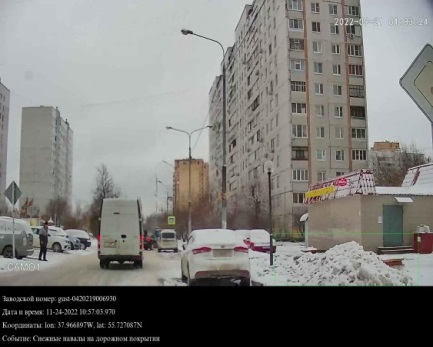 С6МО1
Заводской номер: gust-0420219006930
Дата и время: 11-24-2022 10:57:03.970
Координаты: lon: 37.966897W, lat: 55.727087N
Событие: Снежные навалы на дорожном покрытии